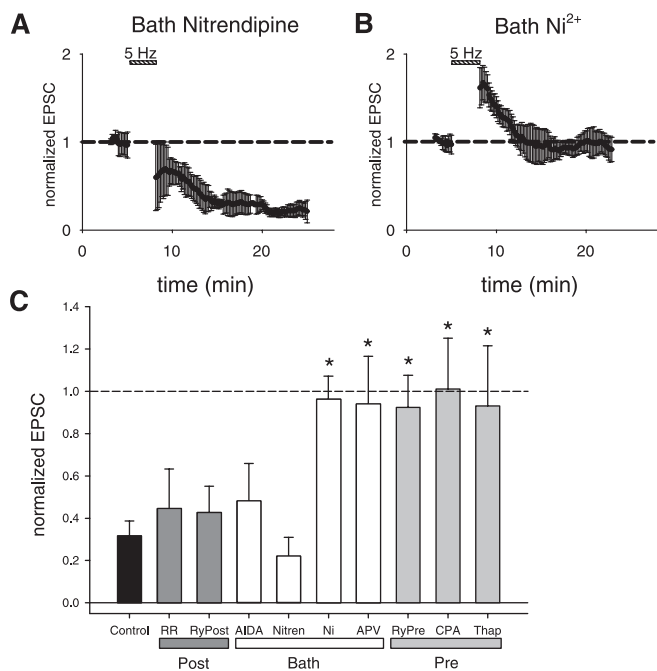 A
Bath Nitrendipine
5 Hz
2
1
0
normalized EPSC
0
10
20
time (min)
B
Bath Ni2+
5 Hz
2
1
0
normalized EPSC
0
10
20
time (min)
C
1.4
1.2
1.0
0.8
0.6
0.4
0.2
0.0
normalized EPSC
*
*
*
*
*
Control
RR
RyPost
AIDA
Nitren
Ni
APV
RyPre
CPA
Thap
Post
Bath
Pre